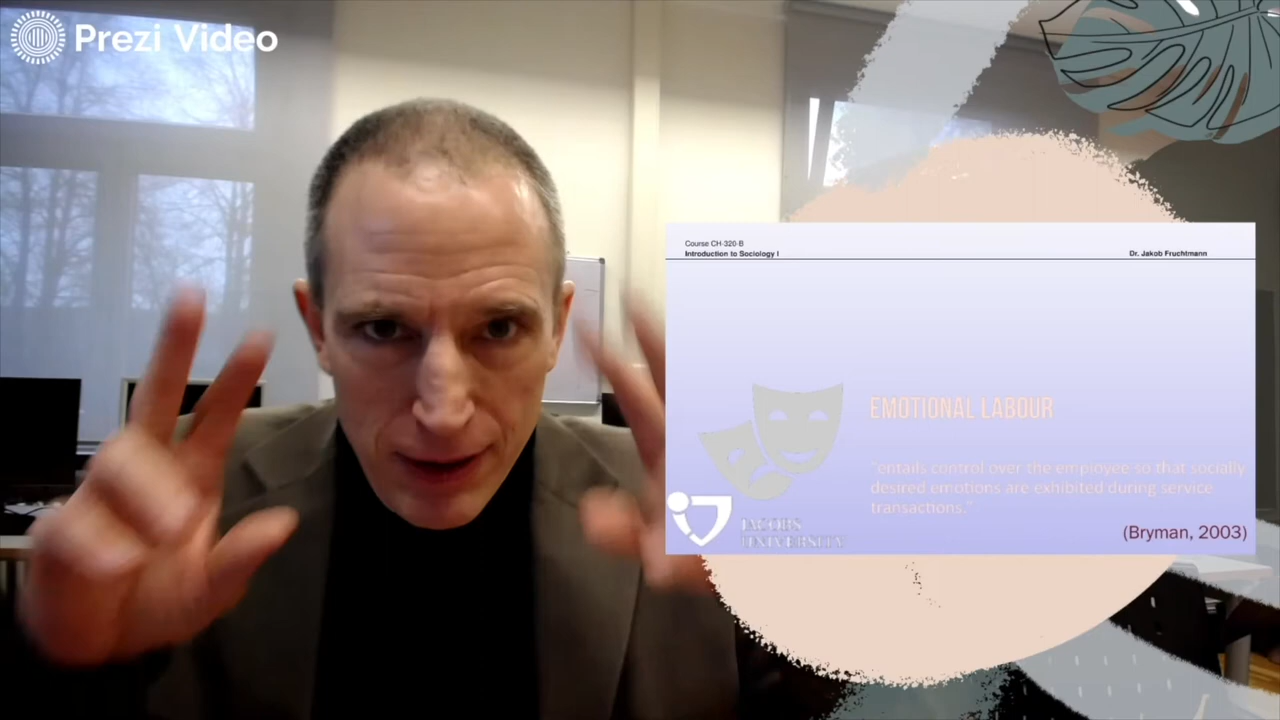 Prezi Video
Course CH-320-B
Introduction to Sociology I
Dr. Jakob Fruchtmann
EMOTIONAL LABOUR
"entails control over the employee so that socially
desired emotions are exhibited during service
transactions."
(Bryman, 2003)
JACOBS
UNIVERSITY